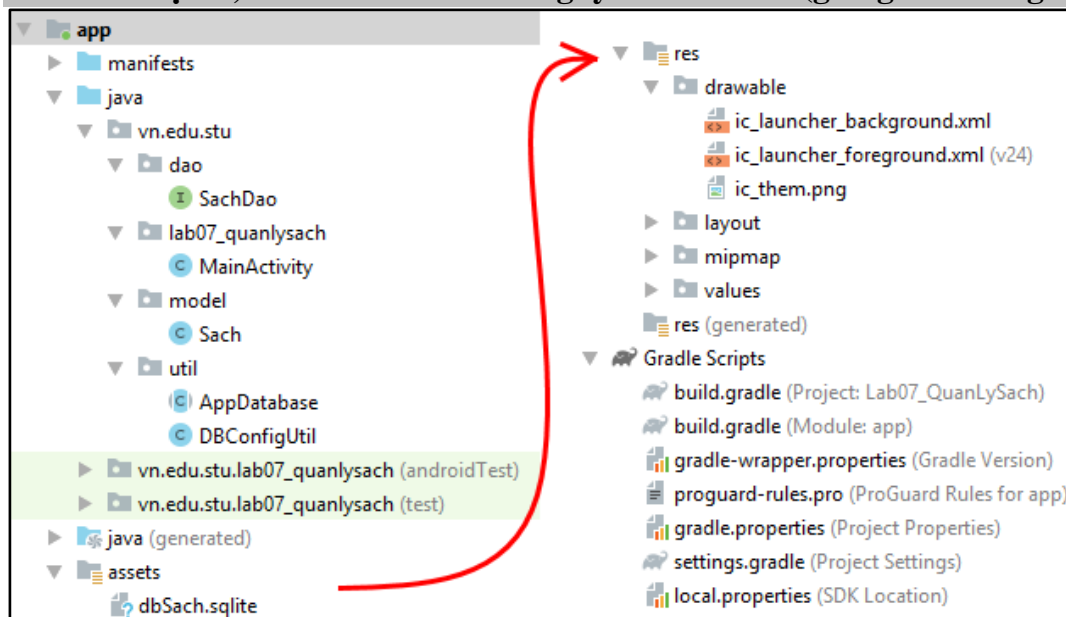 app
manifests
java
vn.edu.stu
dao
I SachDao
lab07_quanlysach
C MainActivity
model
C Sach
util
C AppDatabase
C DBConfigUtil
vn.edu.stu.lab07_quanlysach (androidTest)
vn.edu.stu.lab07_quanlysach (test)
java (generated)
assets
dbSach.sqlite
res
drawable
ic_launcher_background.xml
ic_launcher_foreground.xml (v24)
ic_them.png
layout
mipmap
values
res (generated)
Gradle Scripts
build.gradle (Project: Lab07_QuanLySach)
build.gradle (Module: app)
gradle-wrapper.properties (Gradle Version)
proguard-rules.pro (ProGuard Rules for app)
gradle.properties (Project Properties)
settings.gradle (Project Settings)
local.properties (SDK Location)